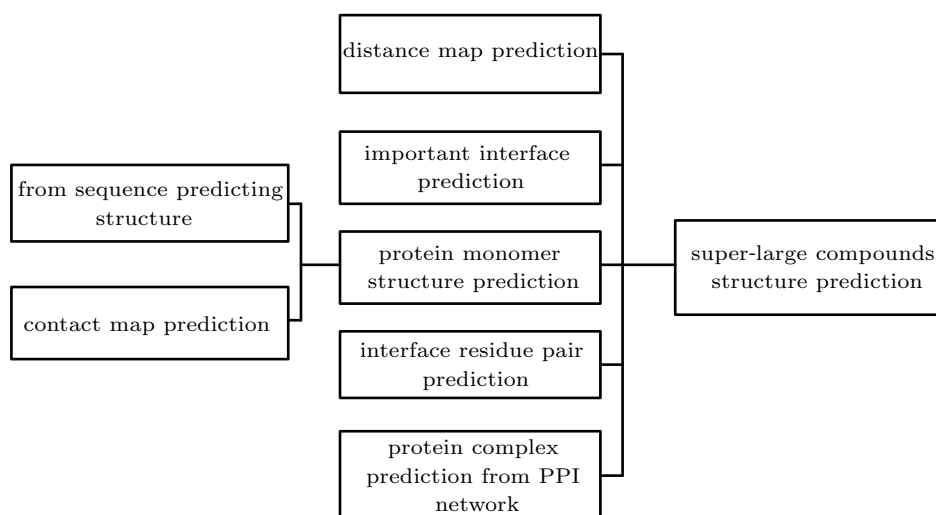 distance map prediction
important interface
prediction
from sequence predicting
structure
protein monomer
structure prediction
super-large compounds
structure prediction
contact map prediction
interface residue pair
prediction
protein complex
prediction from PPI
network